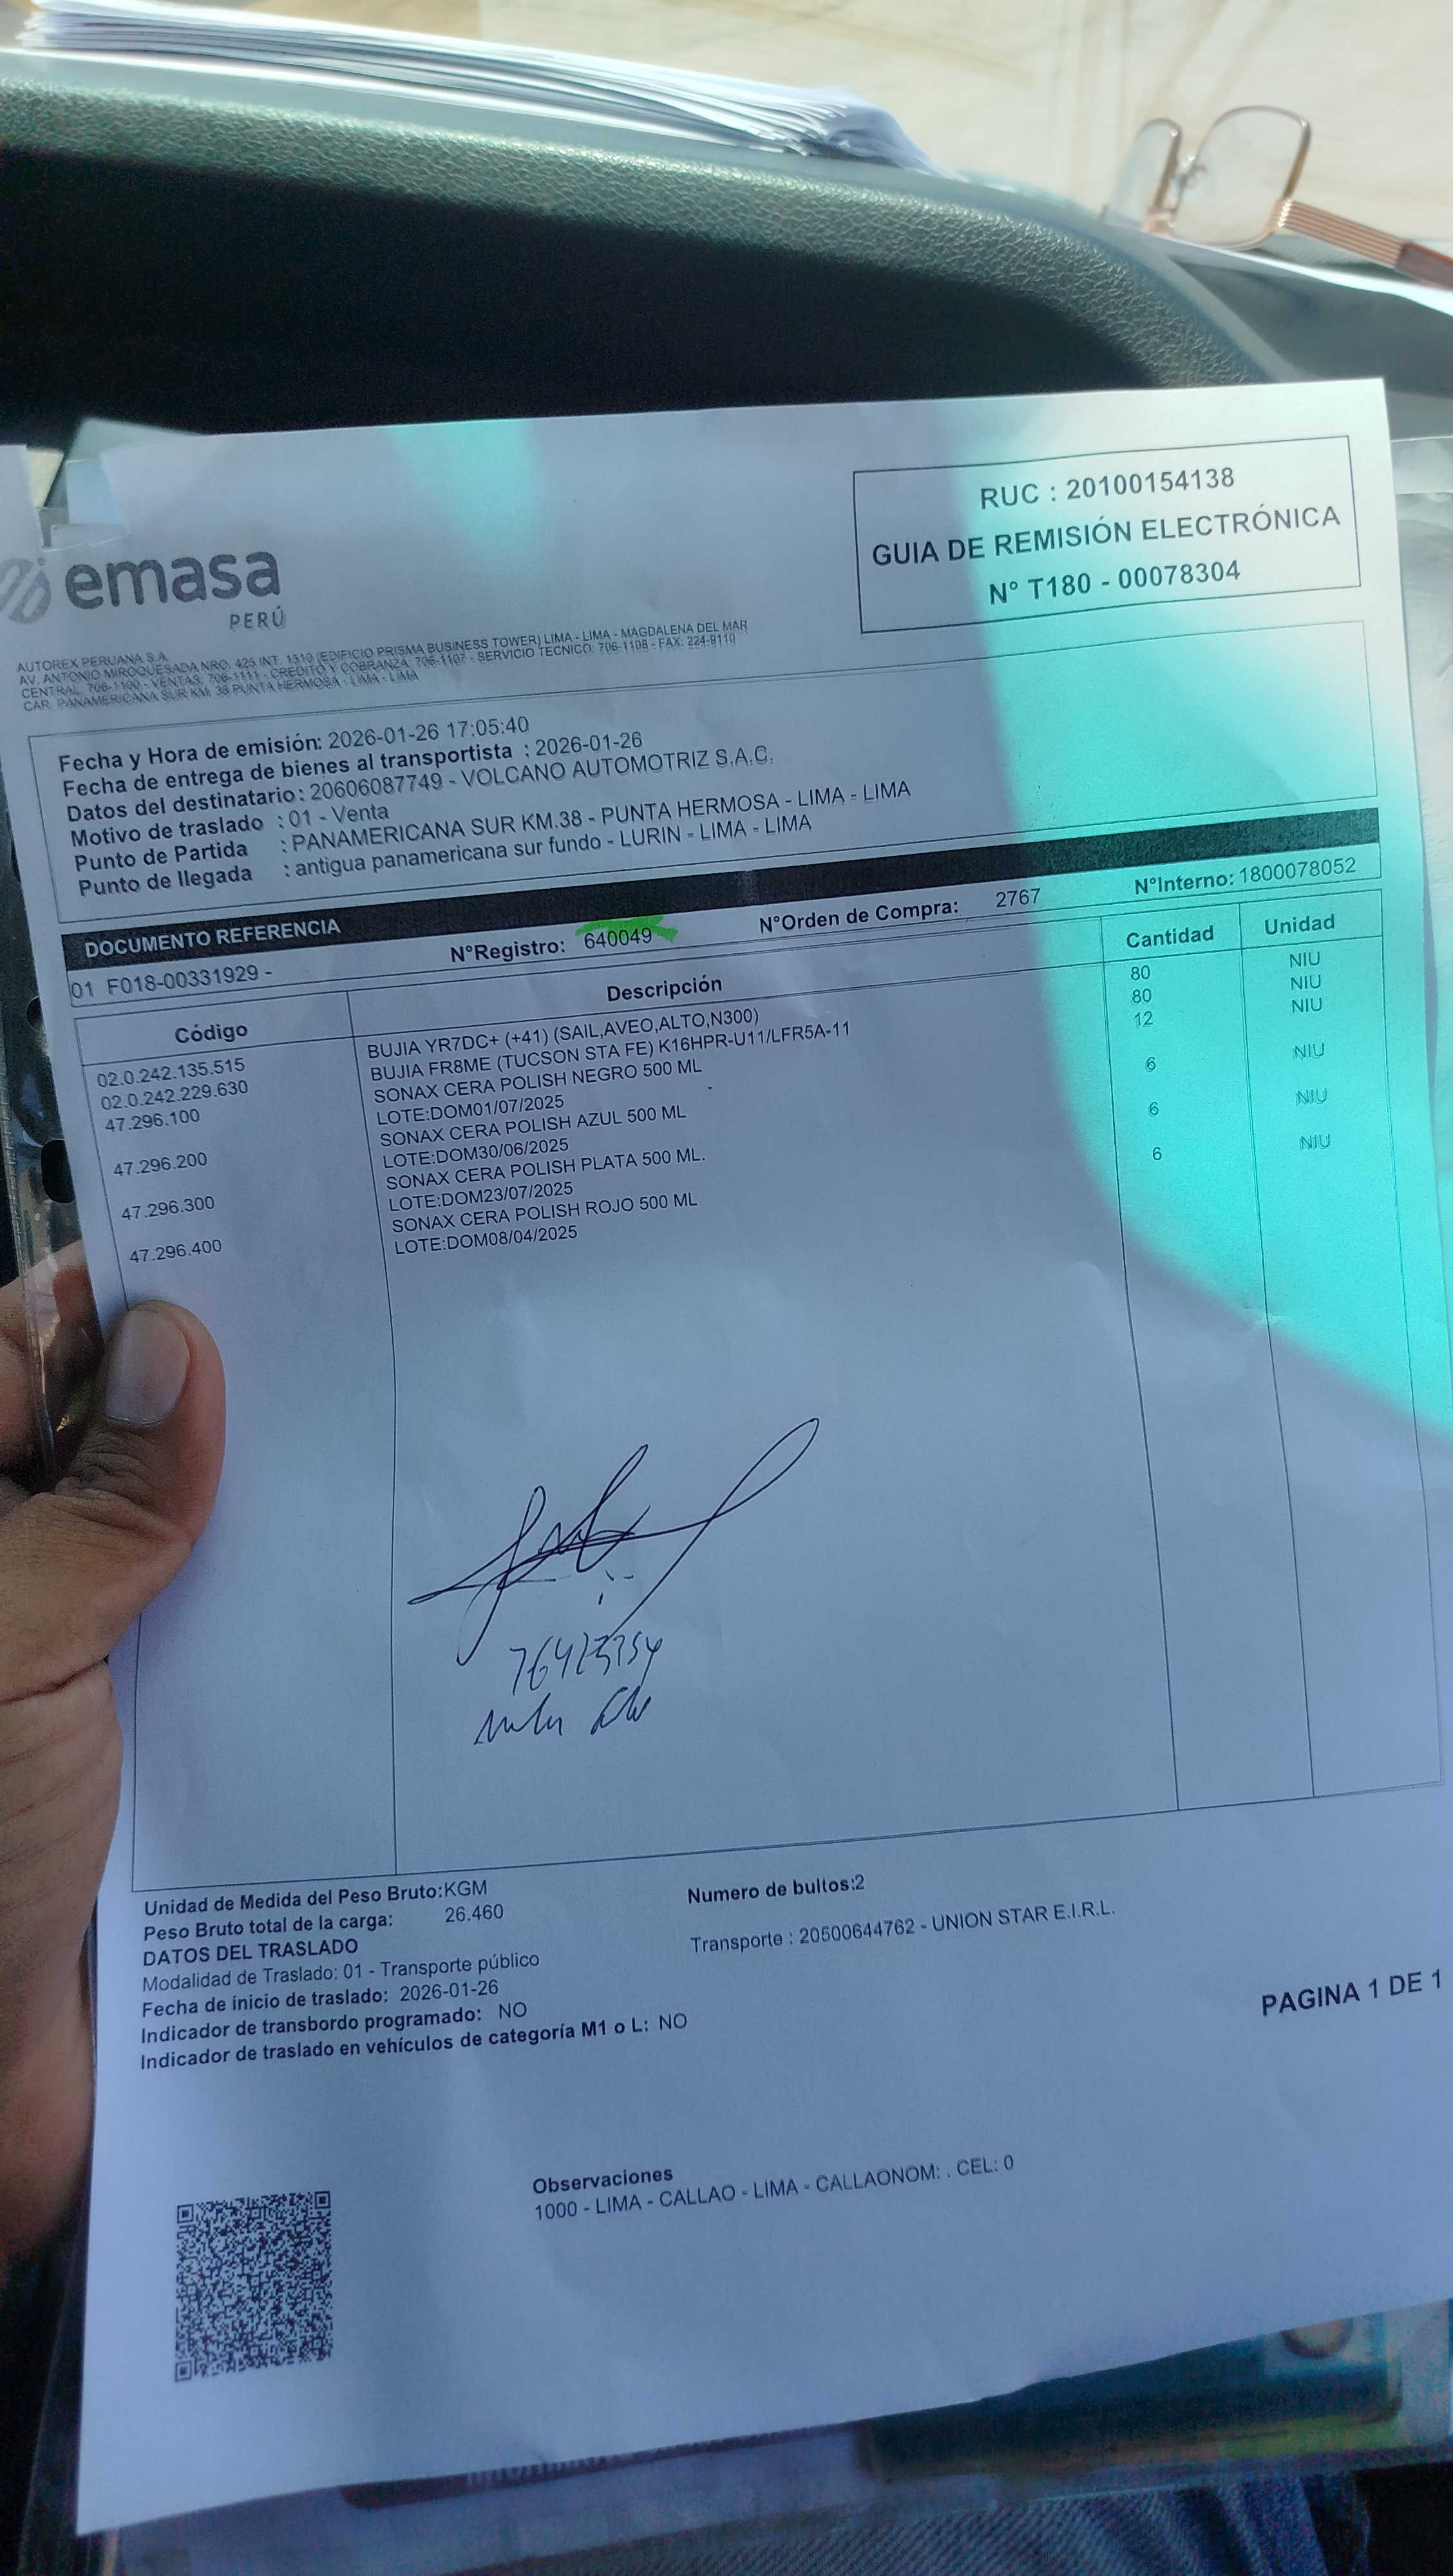 RUC : 20100154138
GUIA DE REMISIÓN ELECTRÓNICA
N° T180 - 00078304
emasa
PERÚ
AUTOREX PERUANA S.A.
AV. ANTONIO MIROQUESADA NRO. 425 INT. 1510 (EDIFICIO PRISMA BUSINESS TOWER) LIMA - LIMA - MAGDALENA DEL MAR
CENTRAL: 706-1100 - VENTAS: 706-1111 - CREDITO Y COBRANZA: 706-1107 - SERVICIO TECNICO: 706-1108 - FAX: 224-9110
CAR. PANAMERICANA SUR KM. 38 PUNTA HERMOSA - LIMA - LIMA
Fecha y Hora de emisión: 2026-01-26 17:05:40
Fecha de entrega de bienes al transportista : 2026-01-26
Datos del destinatario: 20606087749 - VOLCANO AUTOMOTRIZ S.A.C.
Motivo de traslado : 01 - Venta
Punto de Partida : PANAMERICANA SUR KM.38 - PUNTA HERMOSA - LIMA - LIMA
Punto de llegada : antigua panamericana sur fundo - LURIN - LIMA - LIMA
DOCUMENTO REFERENCIA
01 F018-00331929 - N°Registro: 640049 N°Orden de Compra: 2767 N°Interno: 1800078052
Código Descripción Cantidad Unidad
02.0.242.135.515 BUJIA YR7DC+ (+41) (SAIL,AVEO,ALTO,N300) 80 NIU
02.0.242.229.630 BUJIA FR8ME (TUCSON STA FE) K16HPR-U11/LFR5A-11 80 NIU
47.296.100 SONAX CERA POLISH NEGRO 500 ML 12 NIU
LOTE:DOM01/07/2025
47.296.200 SONAX CERA POLISH AZUL 500 ML 6 NIU
LOTE:DOM30/06/2025
47.296.300 SONAX CERA POLISH PLATA 500 ML. 6 NIU
LOTE:DOM23/07/2025
47.296.400 SONAX CERA POLISH ROJO 500 ML 6 NIU
LOTE:DOM08/04/2025
Unidad de Medida del Peso Bruto:KGM Numero de bultos:2
Peso Bruto total de la carga: 26.460
DATOS DEL TRASLADO Transporte : 20500644762 - UNION STAR E.I.R.L.
Modalidad de Traslado: 01 - Transporte público
Fecha de inicio de traslado: 2026-01-26
Indicador de transbordo programado: NO
Indicador de traslado en vehículos de categoría M1 o L: NO
PAGINA 1 DE 1
Observaciones
1000 - LIMA - CALLAO - LIMA - CALLAONOM: . CEL: 0